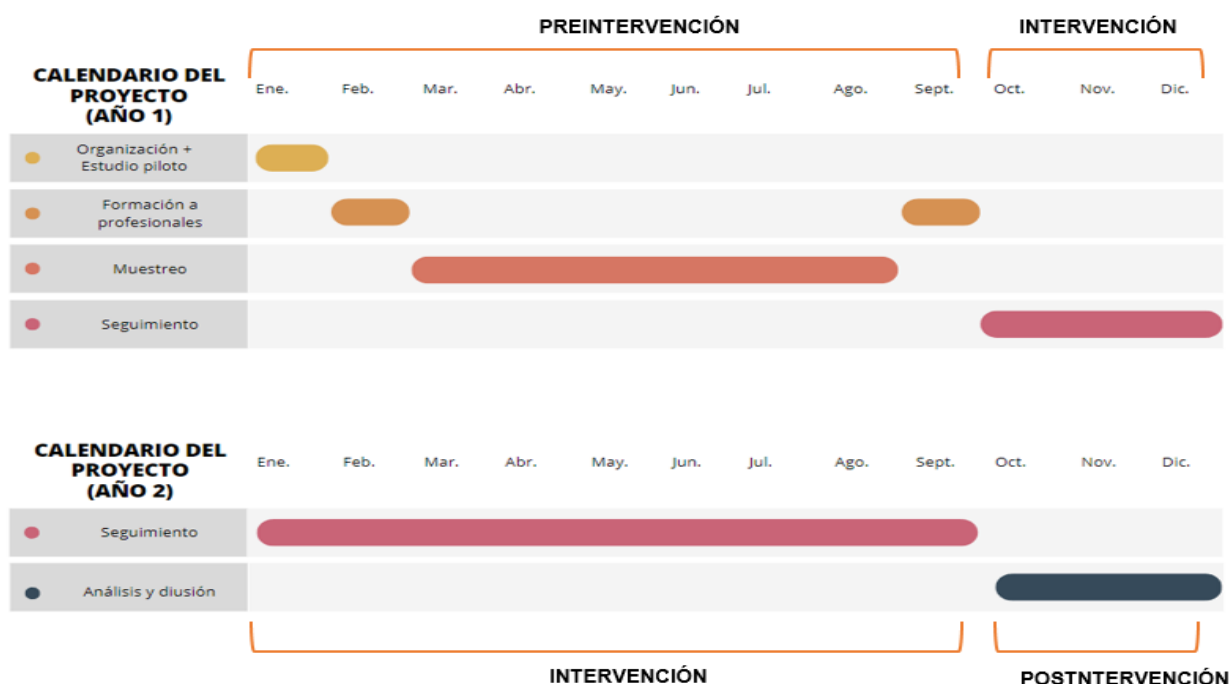 PREINTERVENCIÓN
INTERVENCIÓN
CALENDARIO DEL
PROYECTO
(AÑO 1)
Ene. Feb. Mar. Abr. May. Jun. Jul. Ago. Sept. Oct. Nov. Dic.
Organización +
Estudio piloto
Formación a
profesionales
Muestreo
Seguimiento
CALENDARIO DEL
PROYECTO
(AÑO 2)
Ene. Feb. Mar. Abr. May. Jun. Jul. Ago. Sept. Oct. Nov. Dic.
Seguimiento
Análisis y diusión
INTERVENCIÓN
POSTNTERVENCIÓN